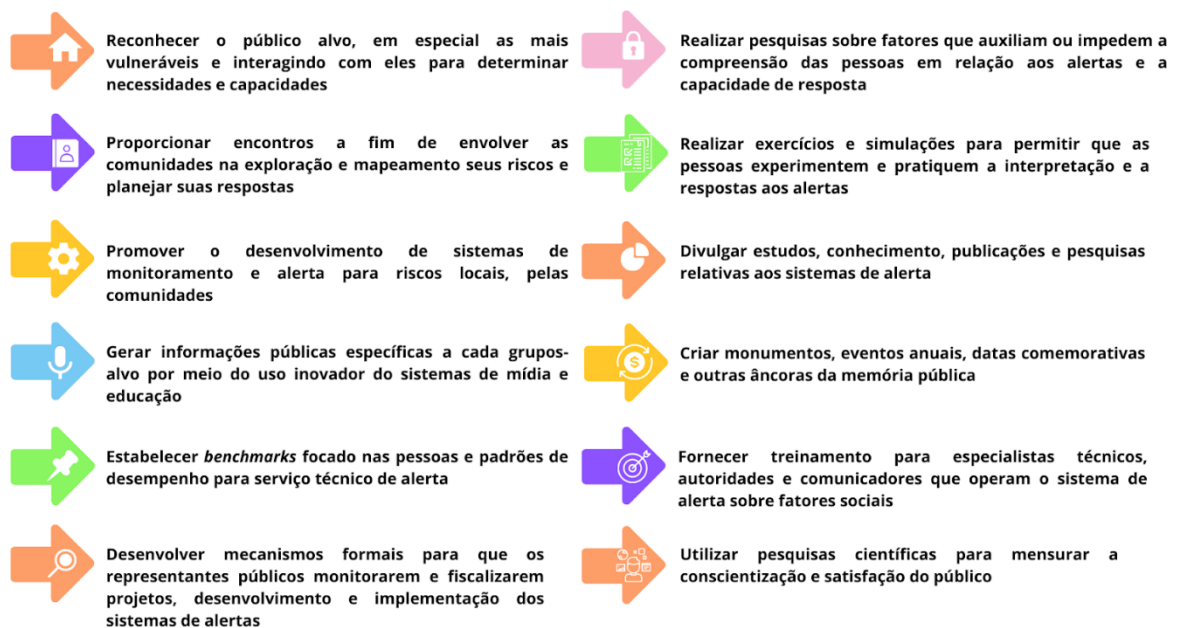 Reconhecer o público alvo, em especial as mais
vulneráveis e interagindo com eles para determinar
necessidades e capacidades
Proporcionar encontros a fim de envolver as
comunidades na exploração e mapeamento seus riscos e
planejar suas respostas
Promover o desenvolvimento de sistemas de
monitoramento e alerta para riscos locais, pelas
comunidades
Gerar informações públicas específicas a cada grupos-
alvo por meio do uso inovador do sistemas de mídia e
educação
Estabelecer benchmarks focado nas pessoas e padrões de
desempenho para serviço técnico de alerta
Desenvolver mecanismos formais para que os
representantes públicos monitorarem e fiscalizarem
projetos, desenvolvimento e implementação dos
sistemas de alertas
Realizar pesquisas sobre fatores que auxiliam ou impedem a
compreensão das pessoas em relação aos alertas e a
capacidade de resposta
Realizar exercícios e simulações para permitir que as
pessoas experimentem e pratiquem a interpretação e a
respostas aos alertas
Divulgar estudos, conhecimento, publicações e pesquisas
relativas aos sistemas de alerta
Criar monumentos, eventos anuais, datas comemorativas
e outras âncoras da memória pública
Fornecer treinamento para especialistas técnicos,
autoridades e comunicadores que operam o sistema de
alerta sobre fatores sociais
Utilizar pesquisas científicas para mensurar a
conscientização e satisfação do público